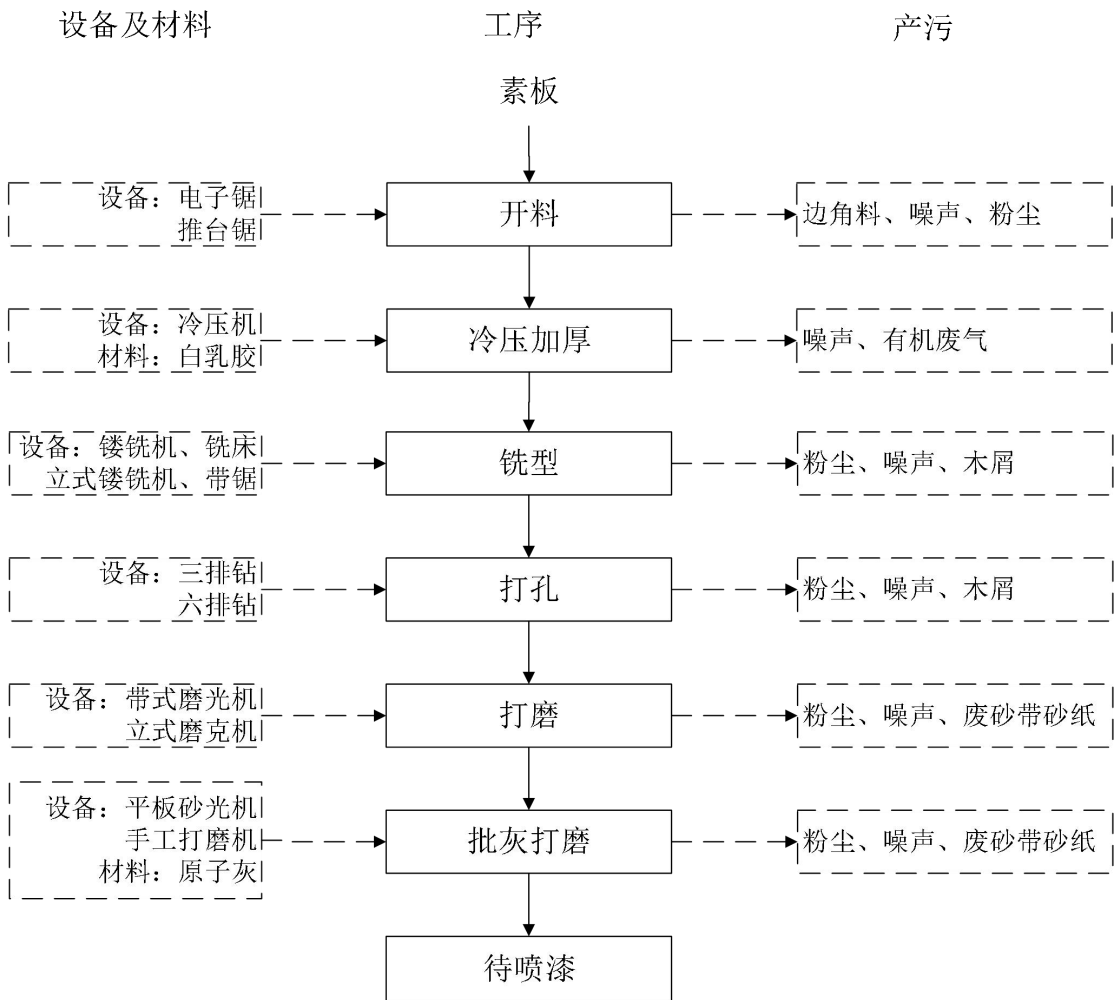 设备及材料
工序
产污
素板
设备：电子锯
推台锯
开料
边角料、噪声、粉尘
设备：冷压机
材料：白乳胶
冷压加厚
噪声、有机废气
设备：镂铣机、铣床
立式镂铣机、带锯
铣型
粉尘、噪声、木屑
设备：三排钻
六排钻
打孔
粉尘、噪声、木屑
设备：带式磨光机
立式磨克机
打磨
粉尘、噪声、废砂带砂纸
设备：平板砂光机
手工打磨机
材料：原子灰
批灰打磨
粉尘、噪声、废砂带砂纸
待喷漆